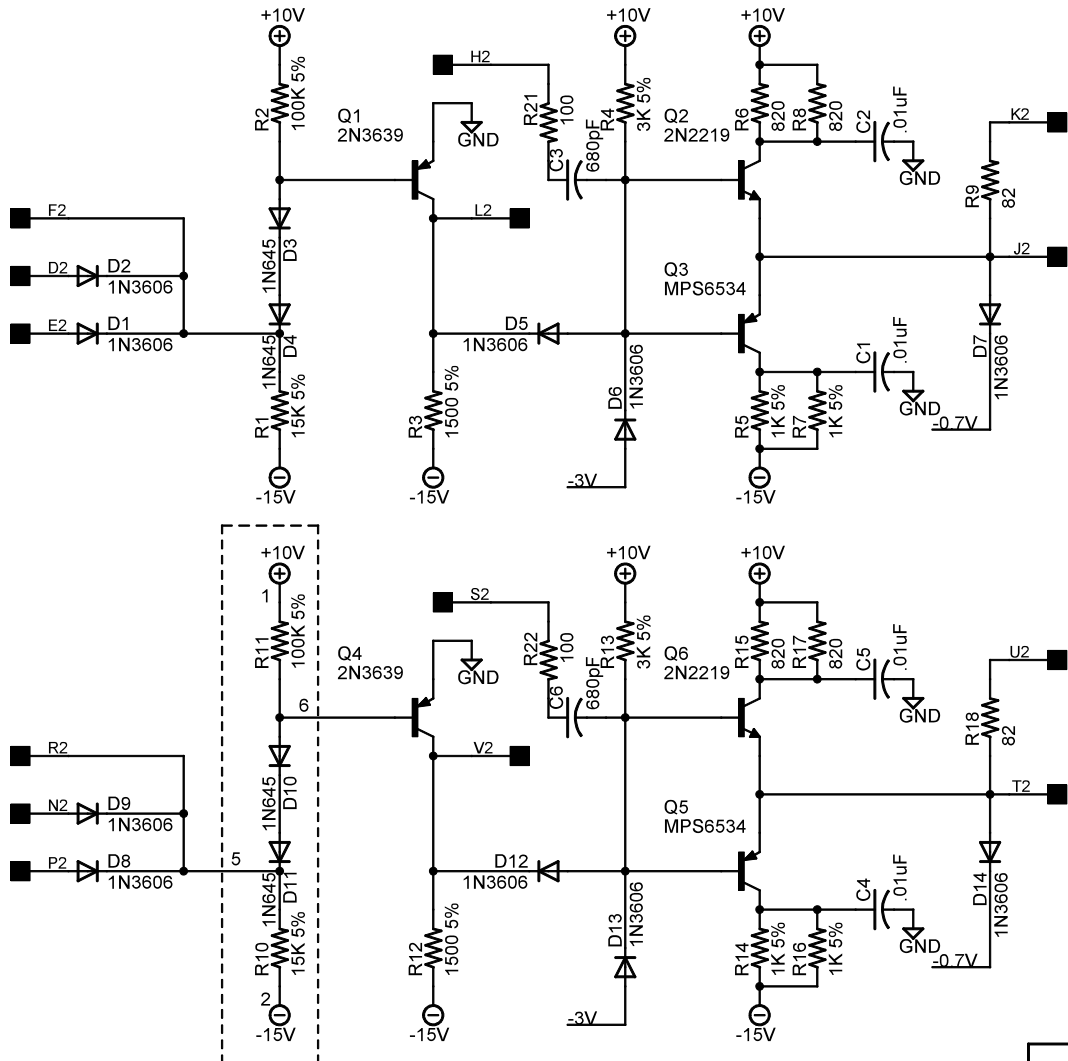 +10V
+10V
+10V
H2
R2
100K 5%
Q1
2N3639
GND
R21
100
C3
680pF
R4
3K 5%
Q2
2N2219
R6
820
R8
820
C2
.01uF
GND
K2
R9
82
F2
D2
D2
1N3606
E2
D1
1N3606
1N645
D3
1N645
D4
L2
Q3
MPS6534
J2
D5
1N3606
R1
15K 5%
R3
1500 5%
D6
1N3606
R5
1K 5%
R7
1K 5%
C1
.01uF
GND
D7
1N3606
-0.7V
-3V
-15V
-15V
-15V
+10V
+10V
+10V
1
S2
R11
100K 5%
Q4
2N3639
GND
R22
100
C6
680pF
R13
3K 5%
Q6
2N2219
R15
820
R17
820
C5
.01uF
GND
U2
R18
82
6
R2
N2
D9
1N3606
P2
D8
1N3606
5
1N645
D10
1N645
D11
V2
Q5
MPS6534
T2
D12
1N3606
R10
15K 5%
R12
1500 5%
D13
1N3606
R14
1K 5%
R16
1K 5%
C4
.01uF
GND
D14
1N3606
-0.7V
2
-3V
-15V
-15V
-15V